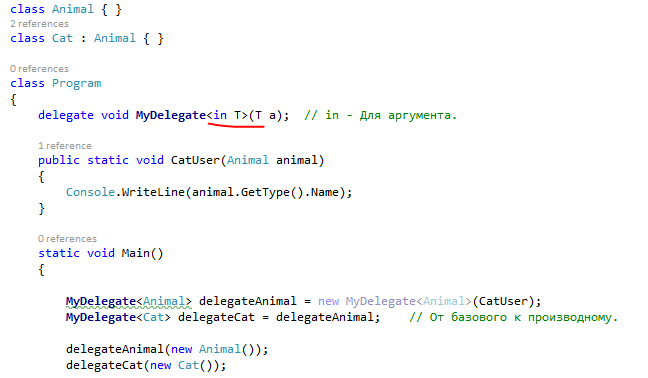 class Animal { }
2 references
class Cat : Animal { }
0 references
class Program
{
delegate void MyDelegate<in T>(T a);  // in - Для аргумента.
1 reference
public static void CatUser(Animal animal)
{
Console.WriteLine(animal.GetType().Name);
}
0 references
static void Main()
{
MyDelegate<Animal> delegateAnimal = new MyDelegate<Animal>(CatUser);
MyDelegate<Cat> delegateCat = delegateAnimal;    // От базового к производному.
delegateAnimal(new Animal());
delegateCat(new Cat());